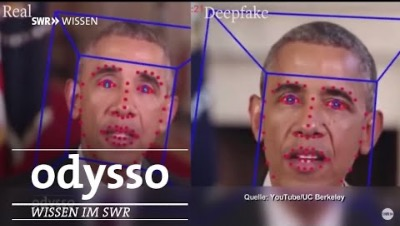 Real
Deepfake
SWR» WISSEN
odysso
WISSEN IM SWR
Quelle: YouTube/UC Berkeley